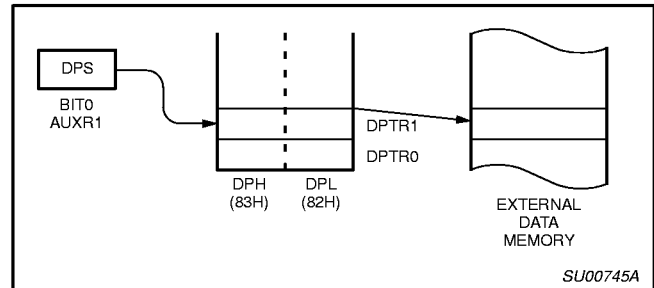 DPS
BIT0
AUXR1
DPTR1
DPTR0
DPH
(83H)
DPL
(82H)
EXTERNAL
DATA
MEMORY
SU00745A